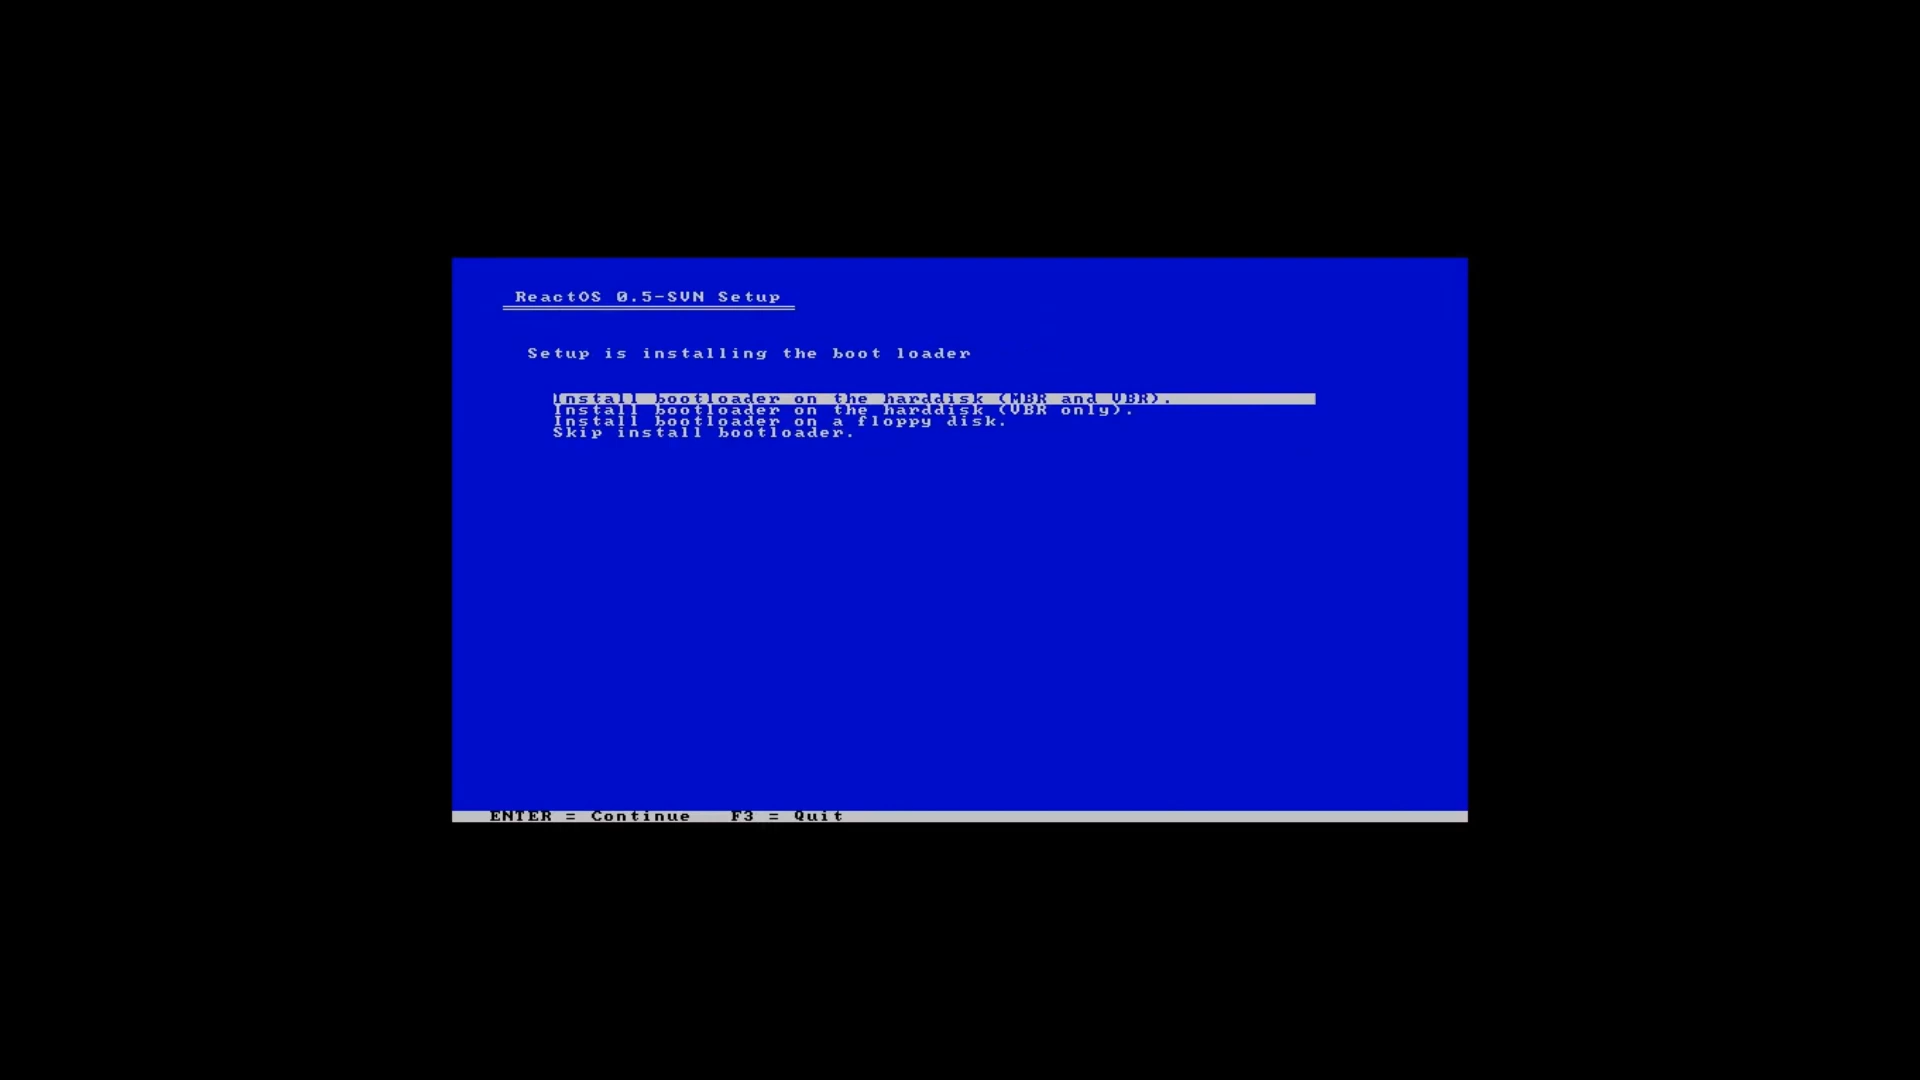 ReactOS 0.5-SVN Setup
Setup is installing the boot loader
Install bootloader on the harddisk (MBR and VBR).
Install bootloader on the harddisk (VBR only).
Install bootloader on a floppy disk.
Skip install bootloader.
ENTER = Continue   F3 = Quit